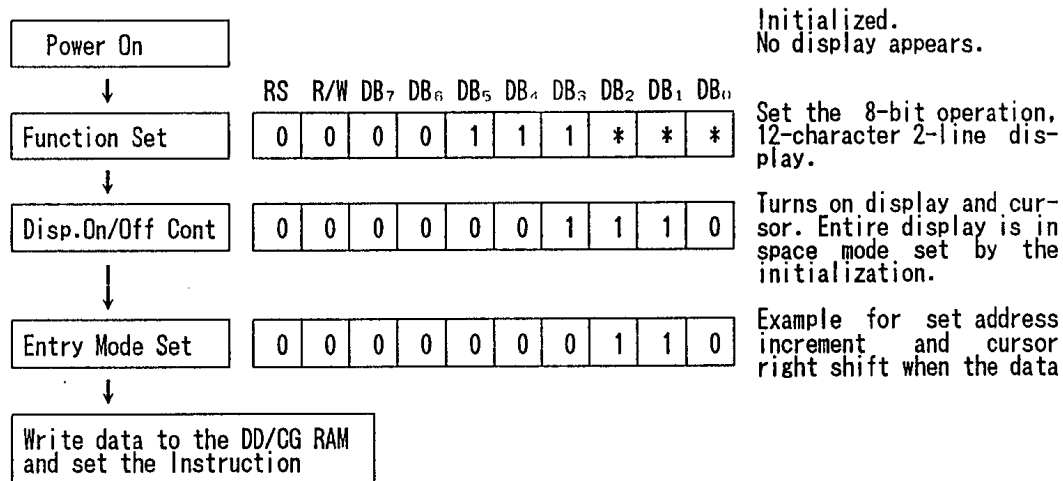 Power On
Initialized.
No display appears.
RS R/W DB₇ DB₆ DB₅ DB₄ DB₃ DB₂ DB₁ DB₀
Function Set
0 0 0 0 1 1 1 * * *
Set the 8-bit operation,
12-character 2-line dis-
play.
Disp.On/Off Cont
0 0 0 0 0 0 1 1 1 0
Turns on display and cur-
sor. Entire display is in
space mode set by the
initialization.
Entry Mode Set
0 0 0 0 0 0 0 1 1 0
Example for set address
increment and cursor
right shift when the data
Write data to the DD/CG RAM
and set the Instruction